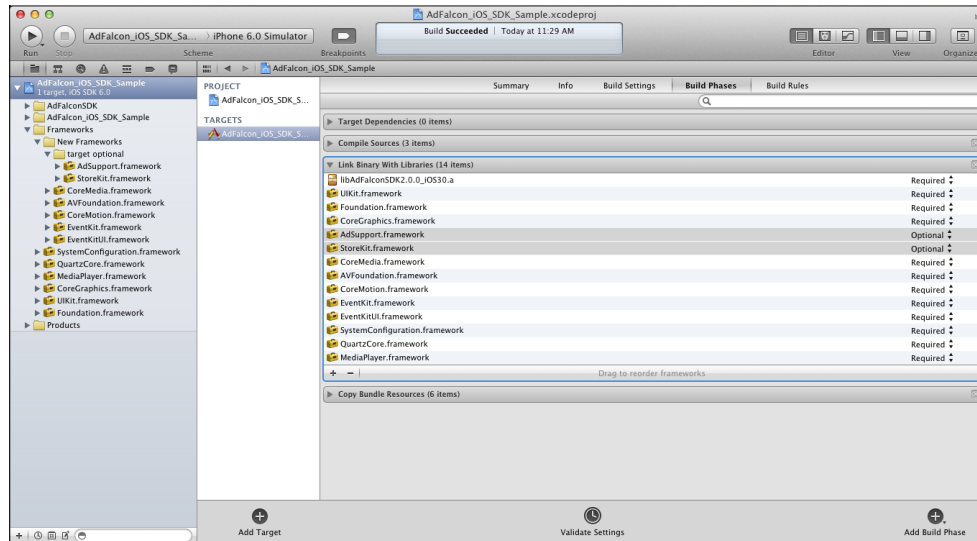 AdFalcon_iOS_SDK_Sample.xcodeproj
AdFalcon_iOS_SDK_Sa... iPhone 6.0 Simulator
Build Succeeded | Today at 11:29 AM
Run Stop Scheme Breakpoints Editor View Organize
AdFalcon_iOS_SDK_Sample
AdFalcon_iOS_SDK_Sample
1 target, iOS SDK 6.0
AdFalconSDK
AdFalcon_iOS_SDK_Sample
Frameworks
New Frameworks
target optional
AdSupport.framework
StoreKit.framework
CoreMedia.framework
AVFoundation.framework
CoreMotion.framework
EventKit.framework
EventKitUI.framework
SystemConfiguration.framework
QuartzCore.framework
MediaPlayer.framework
CoreGraphics.framework
UIKit.framework
Foundation.framework
Products
PROJECT
AdFalcon_iOS_SDK_S...
TARGETS
AdFalcon_iOS_SDK_S...
Summary Info Build Settings Build Phases Build Rules
Target Dependencies (0 items)
Compile Sources (3 items)
Link Binary With Libraries (14 items)
libAdFalconSDK2.0.0_iOS30.a Required
UIKit.framework Required
Foundation.framework Required
CoreGraphics.framework Required
AdSupport.framework Optional
StoreKit.framework Optional
CoreMedia.framework Required
AVFoundation.framework Required
CoreMotion.framework Required
EventKit.framework Required
EventKitUI.framework Required
SystemConfiguration.framework Required
QuartzCore.framework Required
MediaPlayer.framework Required
+ − Drag to reorder frameworks
Copy Bundle Resources (6 items)
Add Target Validate Settings Add Build Phase